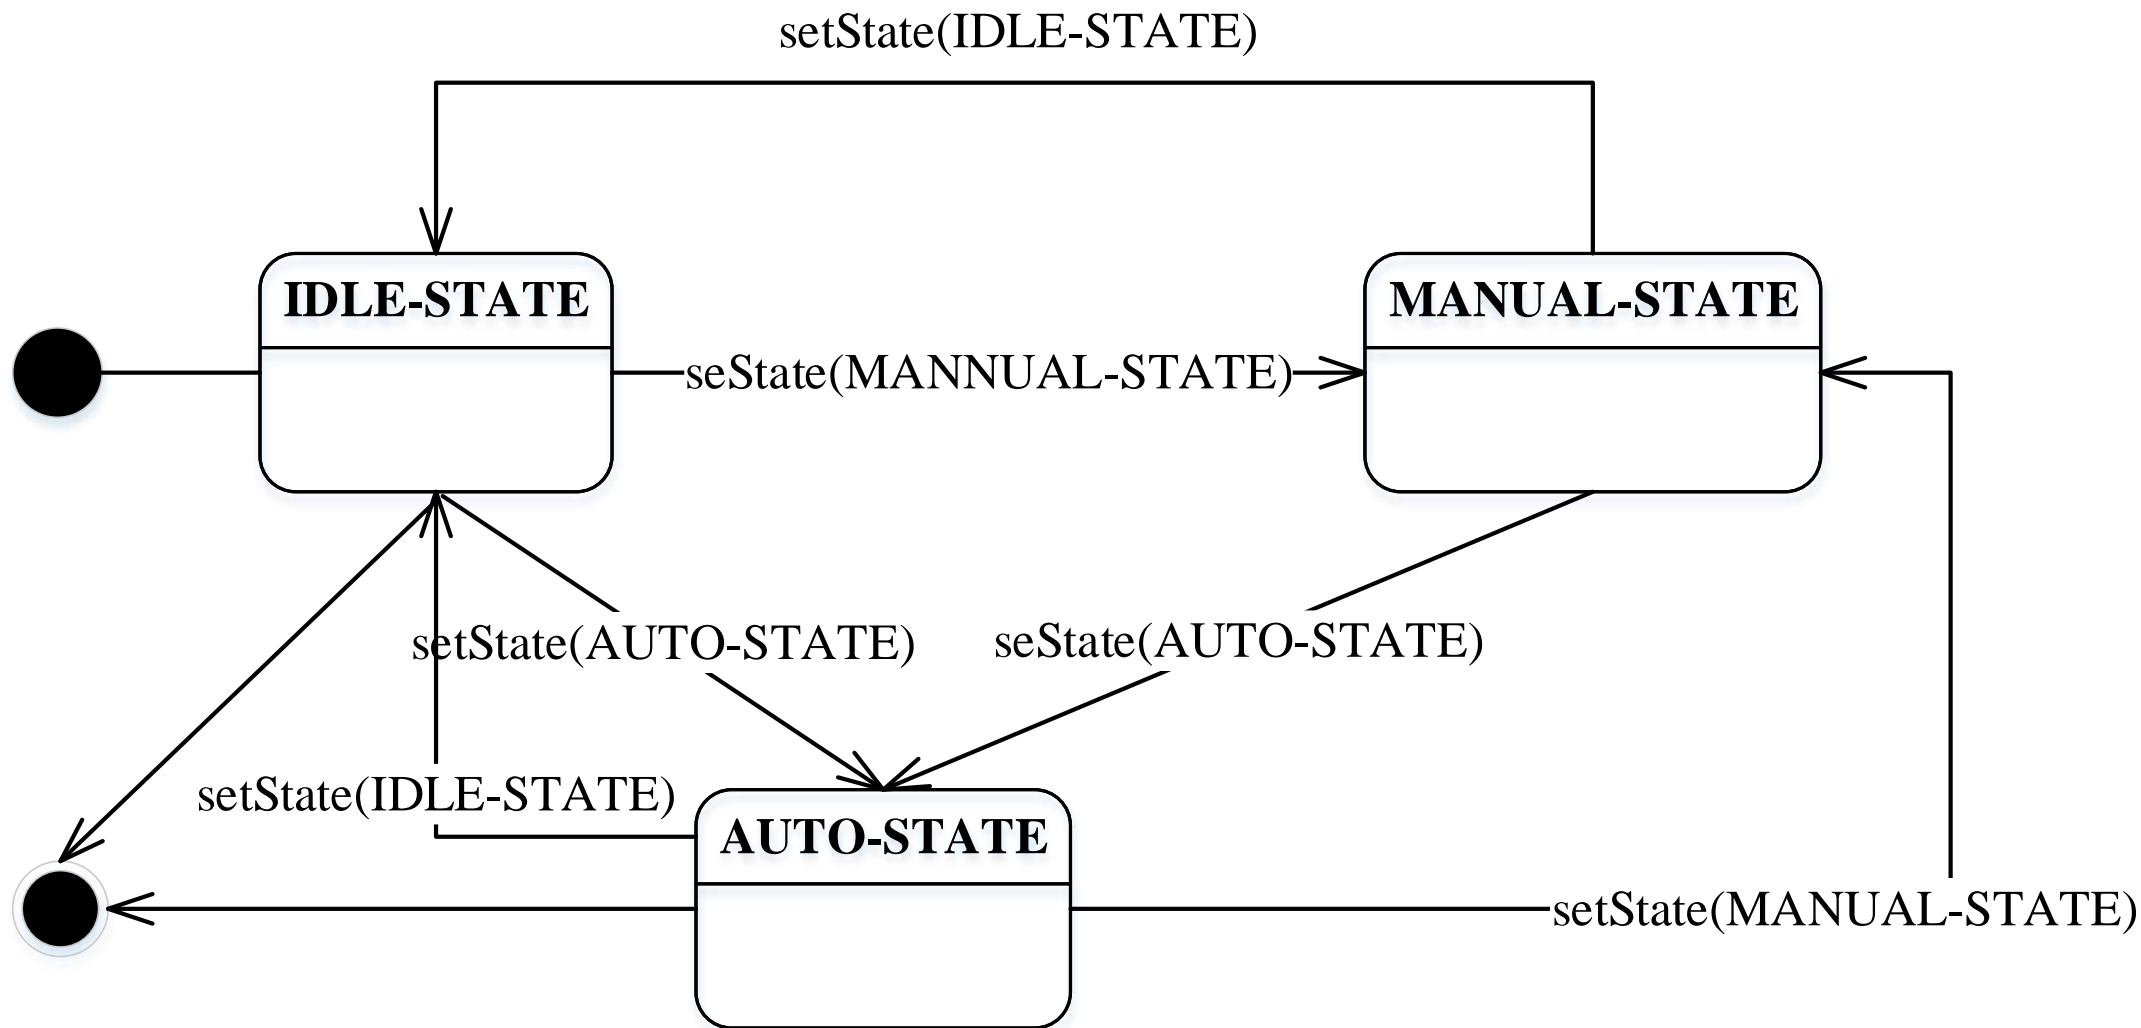 setState(IDLE-STATE)
IDLE-STATE
MANUAL-STATE
seState(MANNUAL-STATE)
setState(AUTO-STATE)
seState(AUTO-STATE)
setState(IDLE-STATE)
AUTO-STATE
setState(MANUAL-STATE)